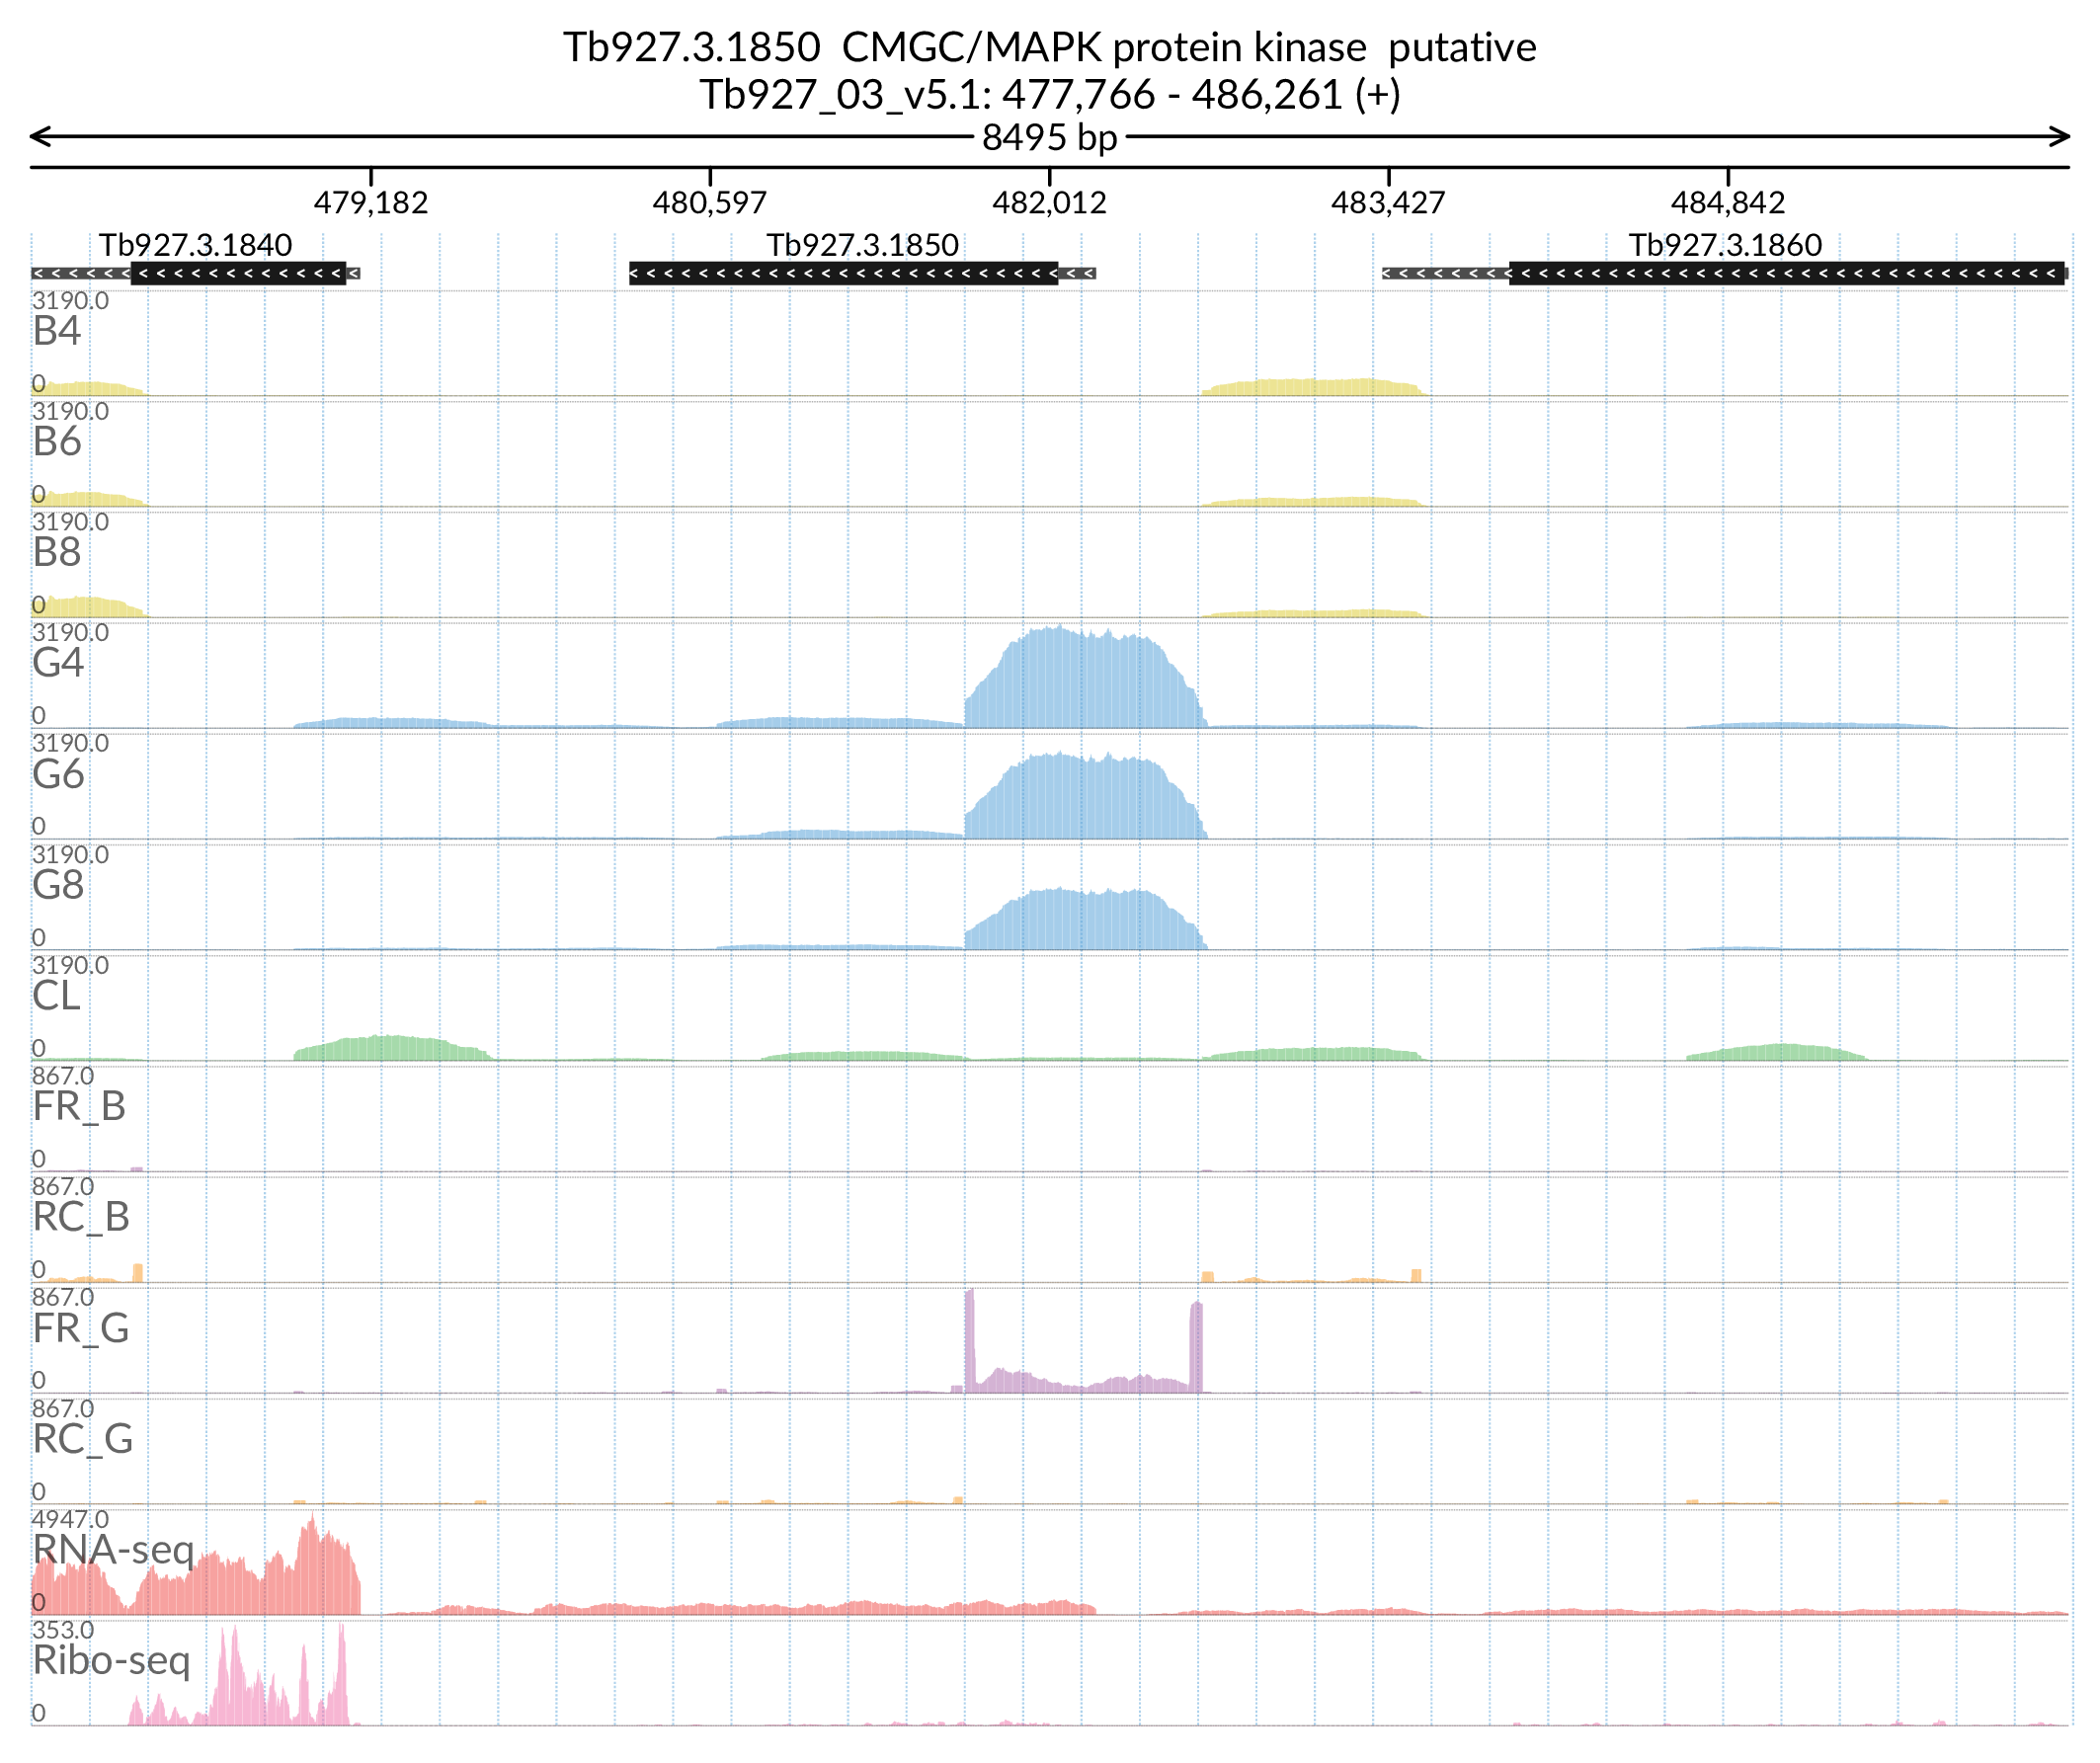 Tb927.3.1850  CMGC/MAPK protein kinase  putative
Tb927_03_v5.1: 477,766 - 486,261 (+)
8495 bp
479,182 480,597 482,012 483,427 484,842
Tb927.3.1840 Tb927.3.1850 Tb927.3.1860
3190.0
B4
0
3190.0
B6
0
3190.0
B8
0
3190.0
G4
0
3190.0
G6
0
3190.0
G8
0
3190.0
CL
0
867.0
FR_B
0
867.0
RC_B
0
867.0
FR_G
0
867.0
RC_G
0
4947.0
RNA-seq
0
353.0
Ribo-seq
0